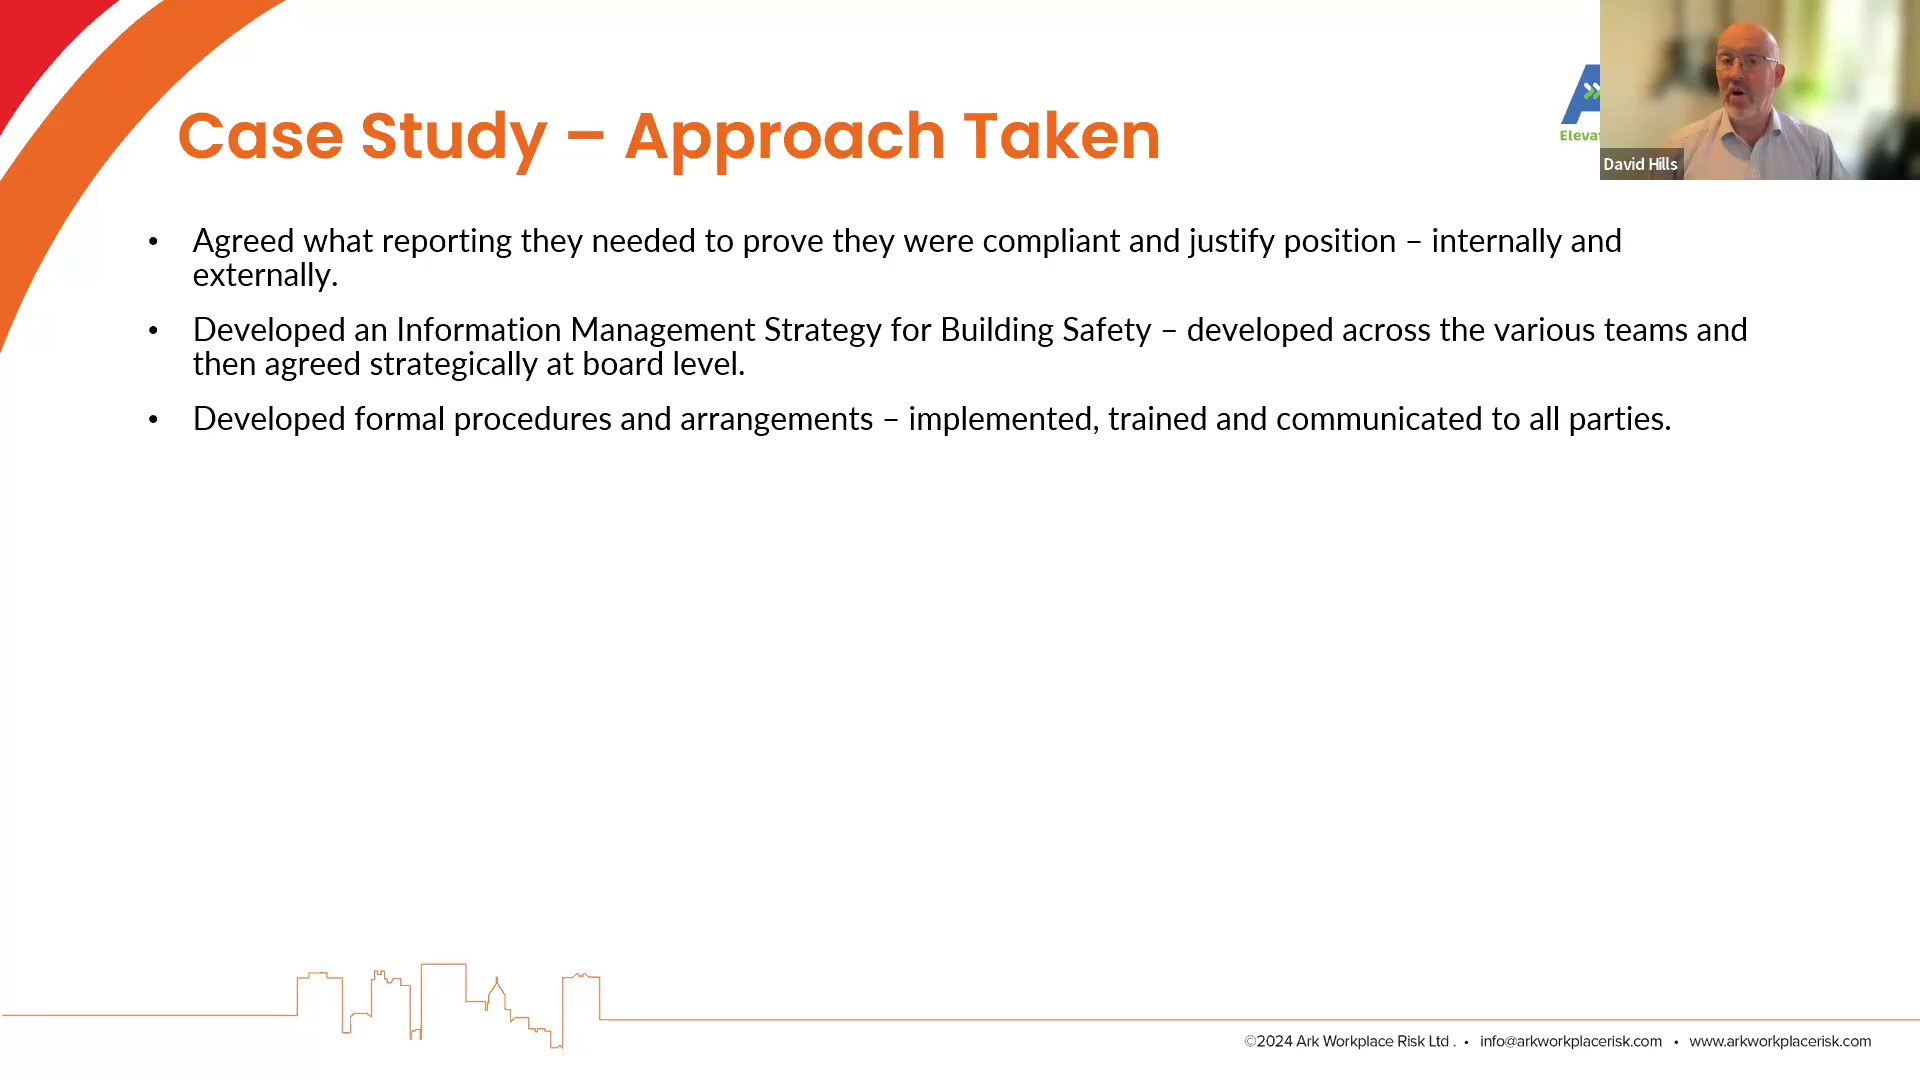 Case Study – Approach Taken
David Hills
• Agreed what reporting they needed to prove they were compliant and justify position – internally and
externally.
• Developed an Information Management Strategy for Building Safety – developed across the various teams and
then agreed strategically at board level.
• Developed formal procedures and arrangements – implemented, trained and communicated to all parties.
©2024 Ark Workplace Risk Ltd . • info@arkworkplacerisk.com • www.arkworkplacerisk.com